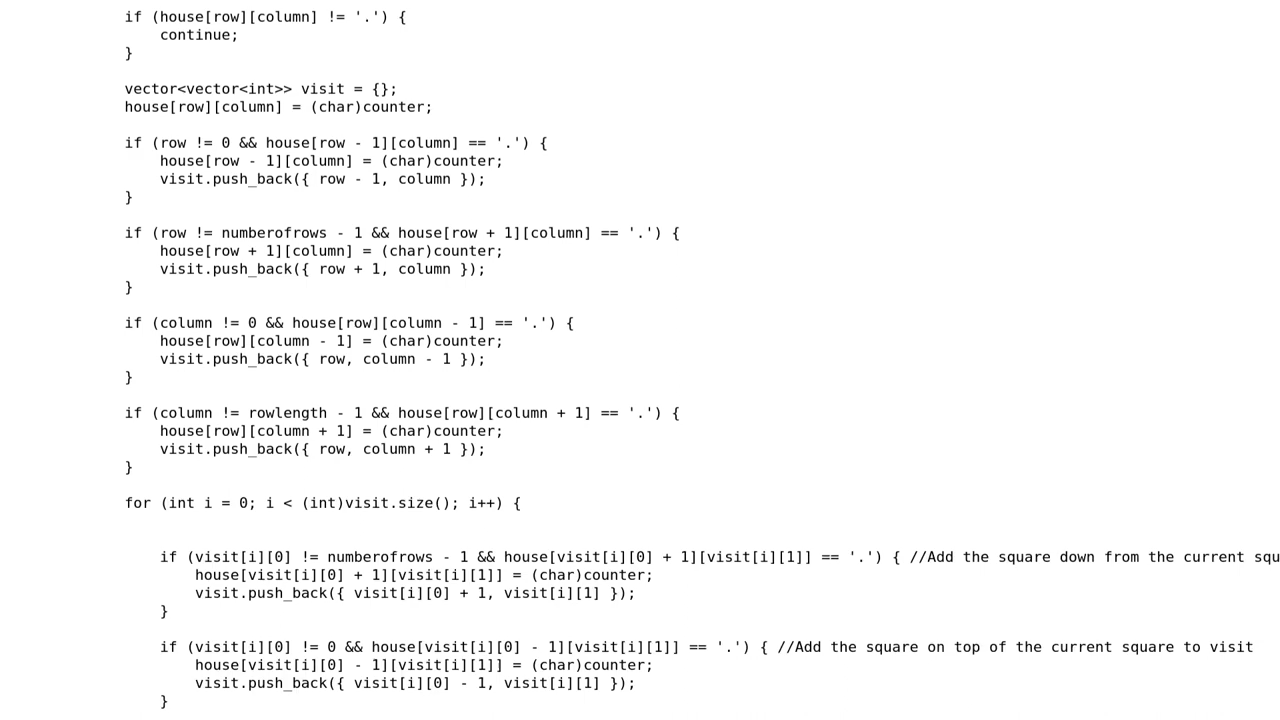 if (house[row][column] != '.') {
continue;
}
vector<vector<int>> visit = {};
house[row][column] = (char)counter;
if (row != 0 && house[row - 1][column] == '.') {
house[row - 1][column] = (char)counter;
visit.push_back({ row - 1, column });
}
if (row != numberofrows - 1 && house[row + 1][column] == '.') {
house[row + 1][column] = (char)counter;
visit.push_back({ row + 1, column });
}
if (column != 0 && house[row][column - 1] == '.') {
house[row][column - 1] = (char)counter;
visit.push_back({ row, column - 1 });
}
if (column != rowlength - 1 && house[row][column + 1] == '.') {
house[row][column + 1] = (char)counter;
visit.push_back({ row, column + 1 });
}
for (int i = 0; i < (int)visit.size(); i++) {
if (visit[i][0] != numberofrows - 1 && house[visit[i][0] + 1][visit[i][1]] == '.') { //Add the square down from the current squ
house[visit[i][0] + 1][visit[i][1]] = (char)counter;
visit.push_back({ visit[i][0] + 1, visit[i][1] });
}
if (visit[i][0] != 0 && house[visit[i][0] - 1][visit[i][1]] == '.') { //Add the square on top of the current square to visit
house[visit[i][0] - 1][visit[i][1]] = (char)counter;
visit.push_back({ visit[i][0] - 1, visit[i][1] });
}